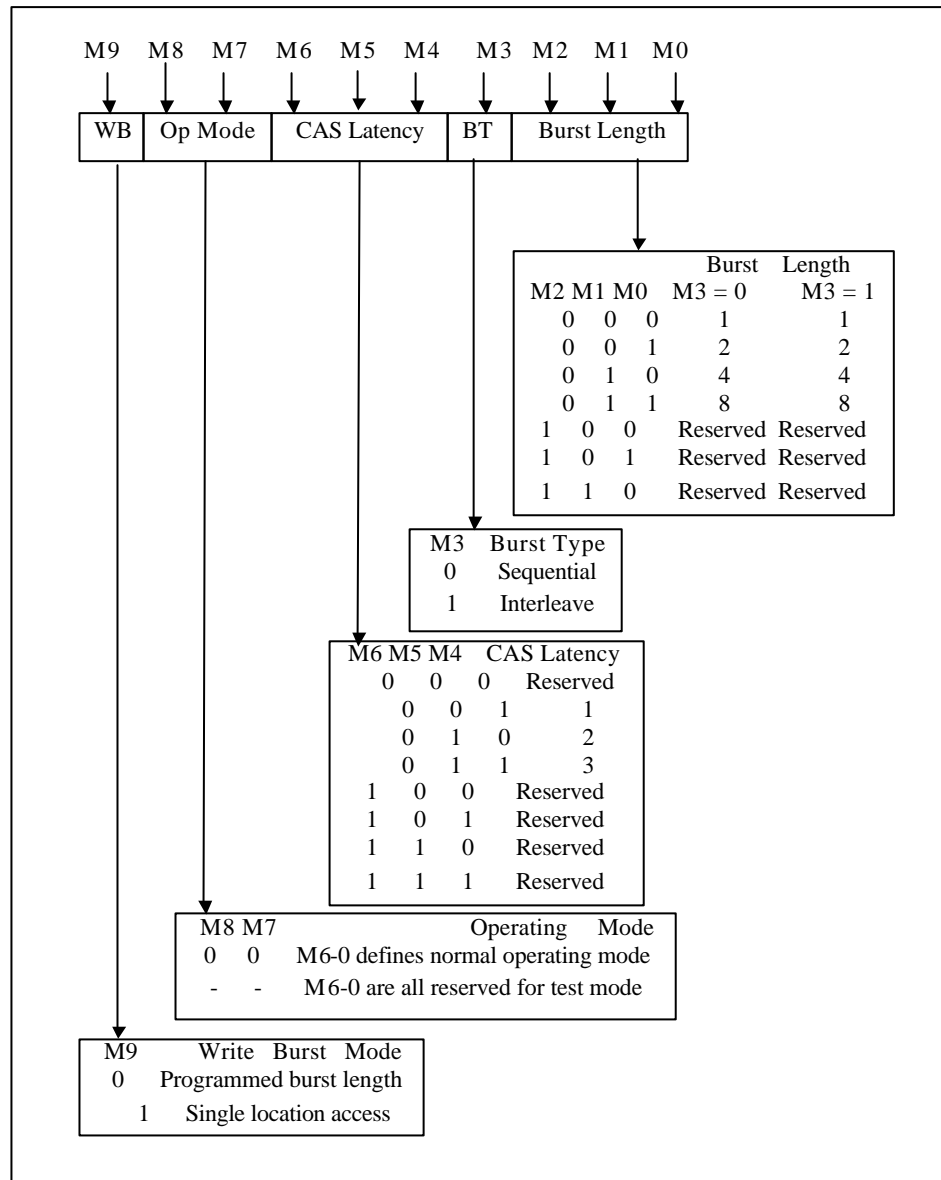 M9 M8 M7 M6 M5 M4 M3 M2 M1 M0
WB Op Mode CAS Latency BT Burst Length
Burst Length
M2 M1 M0 M3 = 0 M3 = 1
0 0 0 1 1
0 0 1 2 2
0 1 0 4 4
0 1 1 8 8
1 0 0 Reserved Reserved
1 0 1 Reserved Reserved
1 1 0 Reserved Reserved
M3 Burst Type
0 Sequential
1 Interleave
M6 M5 M4 CAS Latency
0 0 0 Reserved
0 0 1 1
0 1 0 2
0 1 1 3
1 0 0 Reserved
1 0 1 Reserved
1 1 0 Reserved
1 1 1 Reserved
M8 M7 Operating Mode
0 0 M6-0 defines normal operating mode
- - M6-0 are all reserved for test mode
M9 Write Burst Mode
0 Programmed burst length
1 Single location access